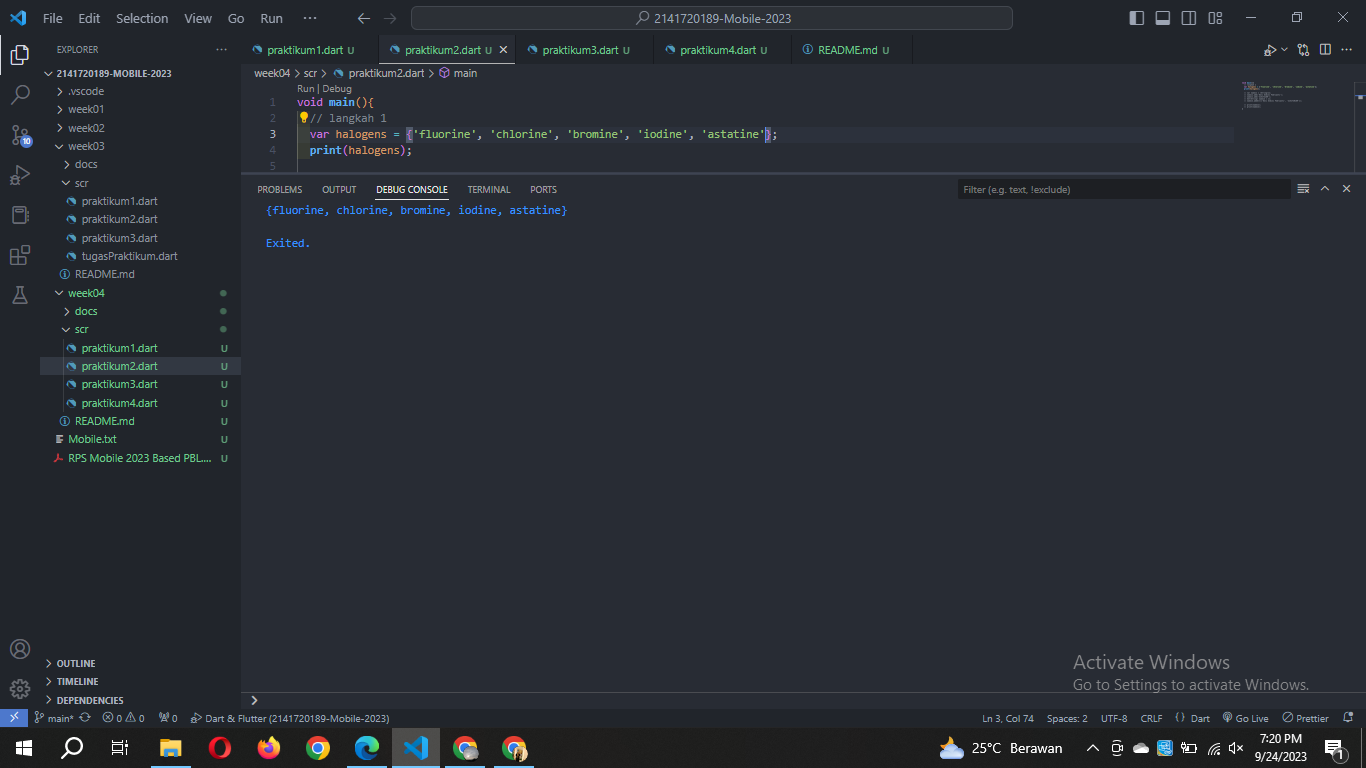 File Edit Selection View Go Run ··· 2141720189-Mobile-2023
EXPLORER ···
praktikum1.dart U praktikum2.dart U praktikum3.dart U praktikum4.dart U README.md U
2141720189-MOBILE-2023
.vscode
week01
week02
week03
docs
scr
praktikum1.dart
praktikum2.dart
praktikum3.dart
tugasPraktikum.dart
README.md
week04
docs
scr
praktikum1.dart U
praktikum2.dart U
praktikum3.dart U
praktikum4.dart U
README.md U
Mobile.txt U
RPS Mobile 2023 Based PBL.... U
OUTLINE
TIMELINE
DEPENDENCIES
10
week04 > scr > praktikum2.dart > main
Run | Debug
1 void main(){
2 // langkah 1
3 var halogens = {'fluorine', 'chlorine', 'bromine', 'iodine', 'astatine'};
4 print(halogens);
5
PROBLEMS OUTPUT DEBUG CONSOLE TERMINAL PORTS Filter (e.g. text, !exclude)
{fluorine, chlorine, bromine, iodine, astatine}
Exited.
Activate Windows
Go to Settings to activate Windows.
main* 0 0 0 Dart & Flutter (2141720189-Mobile-2023) Ln 3, Col 74 Spaces: 2 UTF-8 CRLF {} Dart Go Live Prettier
25°C Berawan 7:20 PM
9/24/2023
1